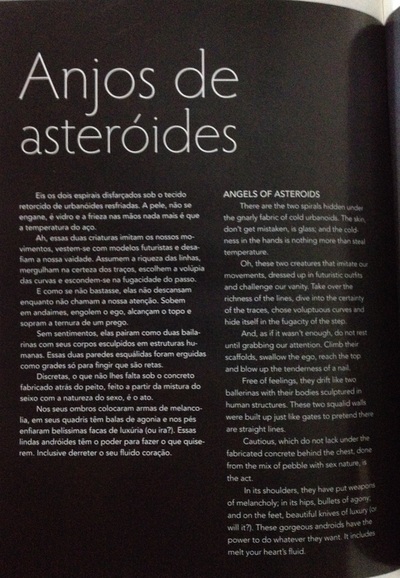 Anjos de
asteróides
Eis os dois espirais disfarçados sob o tecido
retorcido de urbanóides resfriadas. A pele, não se
engane, é vidro e a frieza nas mãos nada mais é que
a temperatura do aço.
Ah, essas duas criaturas imitam os nossos mo-
vimentos, vestem-se com modelos futuristas e desa-
fiam a nossa vaidade. Assumem a riqueza das linhas,
mergulham na certeza dos traços, escolhem a volúpia
das curvas e escondem-se na fugacidade do passo.
E como se não bastasse, elas não descansam
enquanto não chamam a nossa atenção. Sobem
em andaimes, engolem o ego, alcançam o topo e
sopram a ternura de um prego.
Sem sentimentos, elas pairam como duas baila-
rinas com seus corpos esculpidos em estruturas hu-
manas. Essas duas paredes esquálidas foram erguidas
como grades só para fingir que são retas.
Discretas, o que não lhes falta sob o concreto
fabricado atrás do peito, feito a partir da mistura do
seixo com a natureza do sexo, é o ato.
Nos seus ombros colocaram armas de melanco-
lia, em seus quadris têm balas de agonia e nos pés
enfiaram belíssimas facas de luxúria (ou ira?). Essas
lindas andróides têm o poder para fazer o que quise-
rem. Inclusive derreter o seu fluido coração.
ANGELS OF ASTEROIDS
There are the two spirals hidden under
the gnarly fabric of cold urbanoids. The skin,
don't get mistaken, is glass; and the cold-
ness in the hands is nothing more than steel
temperature.
Oh, these two creatures that imitate our
movements, dressed up in futuristic outfits
and challenge our vanity. Take over the
richness of the lines, dive into the certainty
of the traces, chose voluptuous curves and
hide itself in the fugacity of the step.
And, as if it wasn't enough, do not rest
until grabbing our attention. Climb their
scaffolds, swallow the ego, reach the top
and blow up the tenderness of a nail.
Free of feelings, they drift like two
ballerinas with their bodies sculptured in
human structures. These two squalid walls
were built up just like gates to pretend there
are straight lines.
Cautious, which do not lack under the
fabricated concrete behind the chest, done
from the mix of pebble with sex nature, is
the act.
In its shoulders, they have put weapons
of melancholy; in its hips, bullets of agony;
and on the feet, beautiful knives of luxury (or
will it?). These gorgeous androids have the
power to do whatever they want. It includes
melt your heart's fluid.